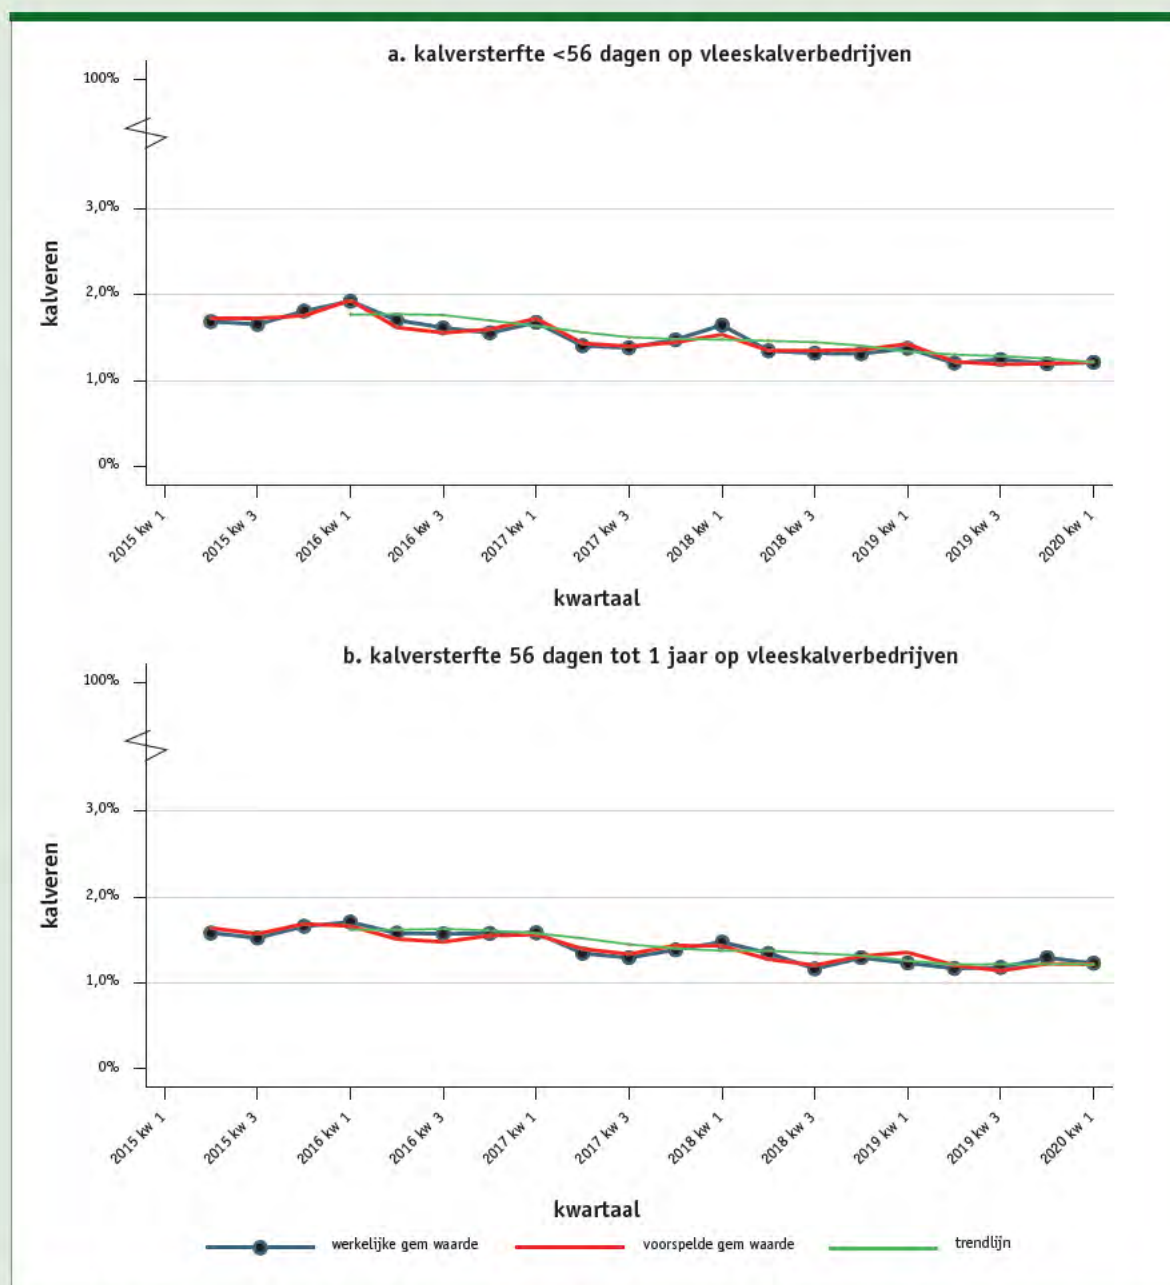 a. kalversterfte <56 dagen op vleeskalverbedrijven
100%
3,0%
2,0%
1,0%
0%
kalveren
2015 kw 1
2015 kw 3
2016 kw 1
2016 kw 3
2017 kw 1
2017 kw 3
2018 kw 1
2018 kw 3
2019 kw 1
2019 kw 3
2020 kw 1
kwartaal
b. kalversterfte 56 dagen tot 1 jaar op vleeskalverbedrijven
100%
3,0%
2,0%
1,0%
0%
kalveren
2015 kw 1
2015 kw 3
2016 kw 1
2016 kw 3
2017 kw 1
2017 kw 3
2018 kw 1
2018 kw 3
2019 kw 1
2019 kw 3
2020 kw 1
kwartaal
werkelijke gem waarde
voorspelde gem waarde
trendlijn